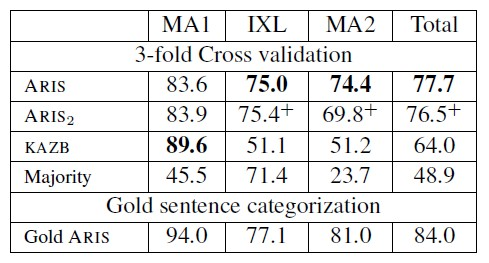 MA1 IXL MA2 Total
3-fold Cross validation
ARIS 83.6 75.0 74.4 77.7
ARIS₂ 83.9 75.4⁺ 69.8⁺ 76.5⁺
KAZB 89.6 51.1 51.2 64.0
Majority 45.5 71.4 23.7 48.9
Gold sentence categorization
Gold ARIS 94.0 77.1 81.0 84.0